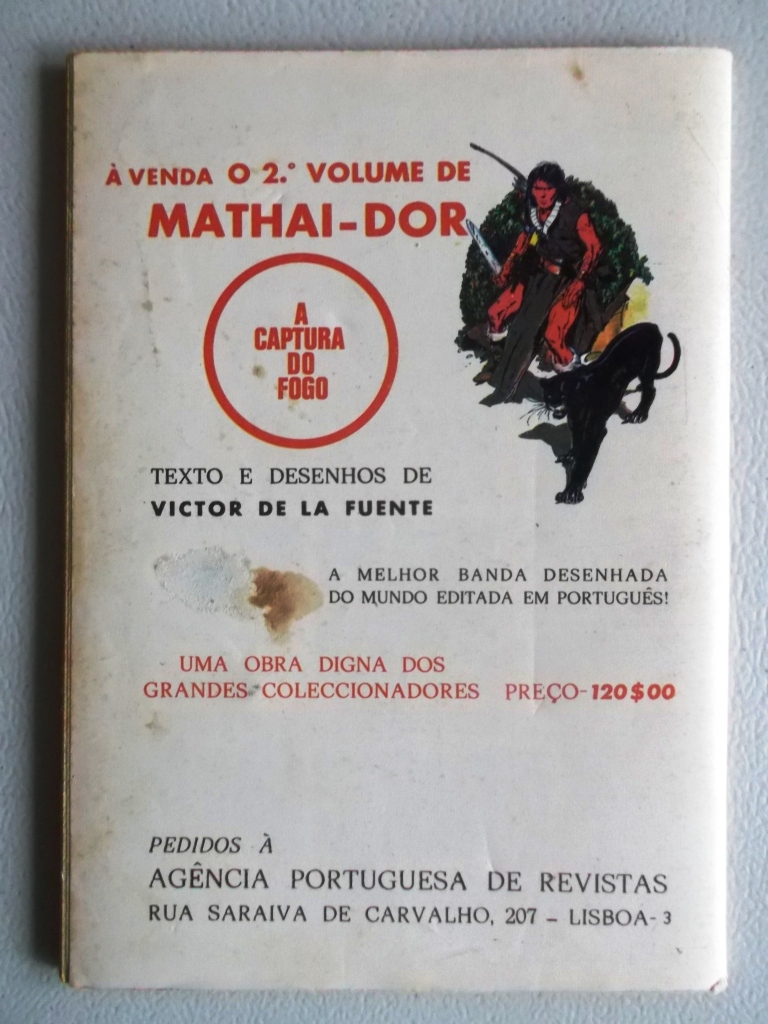 À VENDA O 2.º VOLUME DE
MATHAI-DOR
A
CAPTURA
DO
FOGO
TEXTO E DESENHOS DE
VICTOR DE LA FUENTE
A MELHOR BANDA DESENHADA
DO MUNDO EDITADA EM PORTUGUÊS!
UMA OBRA DIGNA DOS
GRANDES COLECCIONADORES PREÇO-120$00
PEDIDOS À
AGÊNCIA PORTUGUESA DE REVISTAS
RUA SARAIVA DE CARVALHO, 207 - LISBOA-3